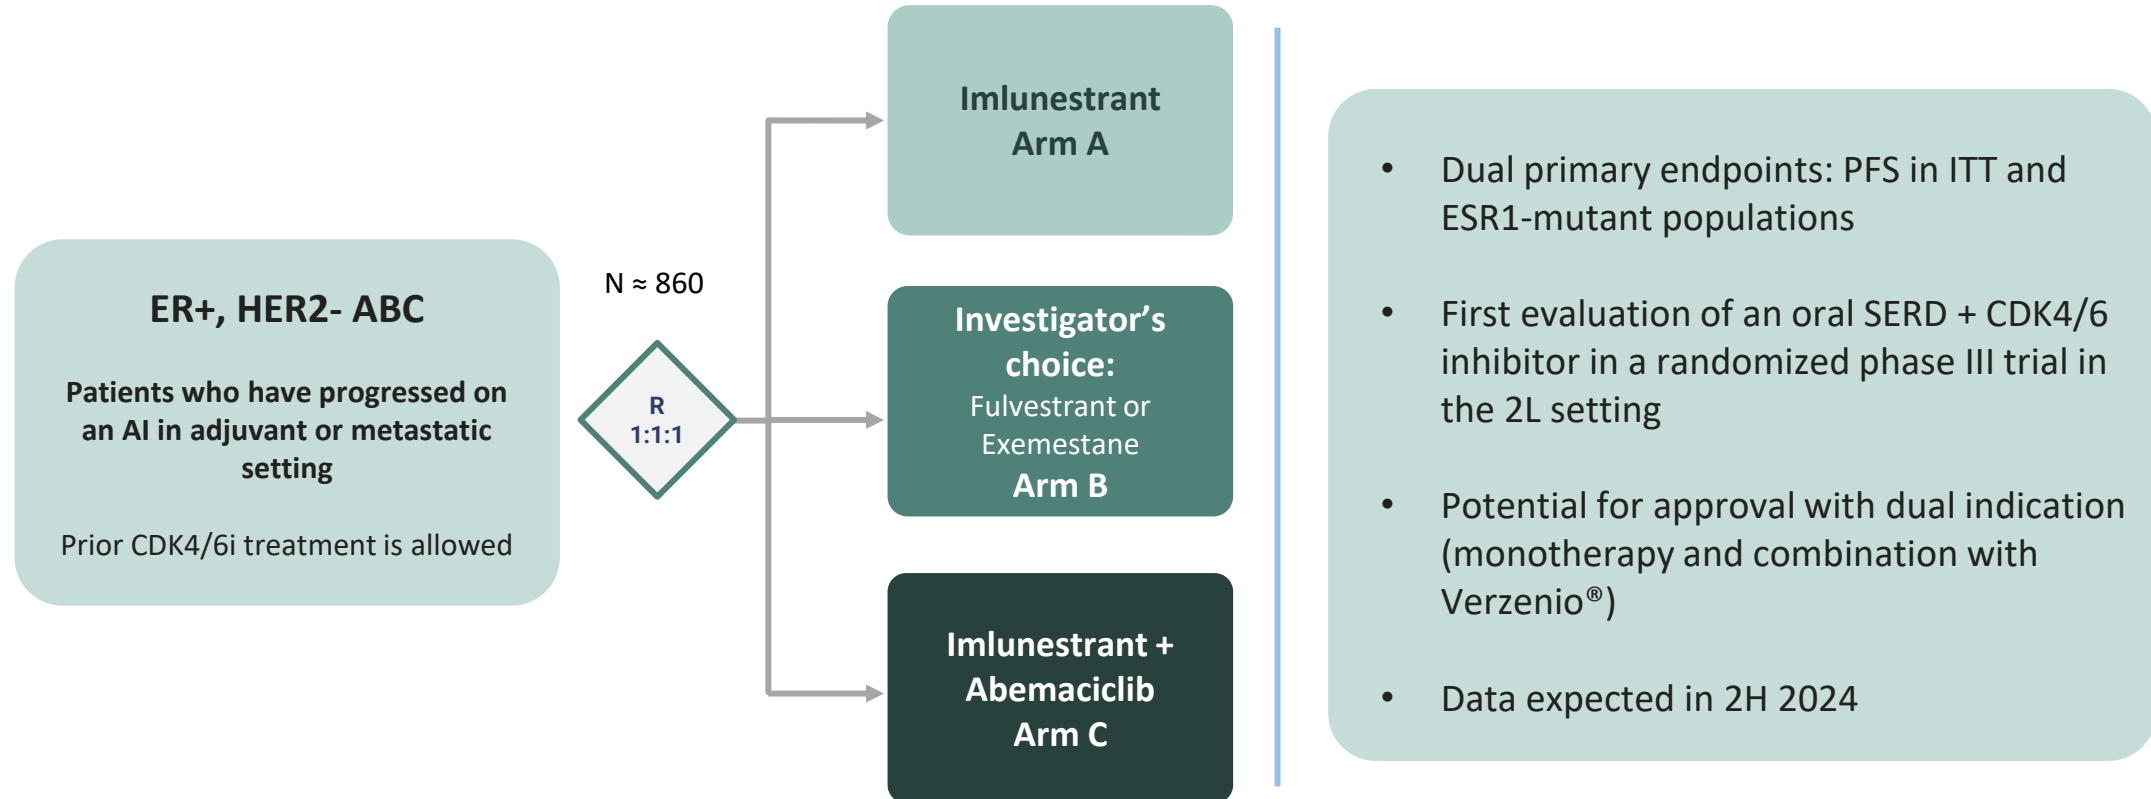 ER+, HER2- ABC
Patients who have progressed on
an AI in adjuvant or metastatic
setting
Prior CDK4/6i treatment is allowed
N ≈ 860
R
1:1:1
Imlunestrant
Arm A
Investigator’s
choice:
Fulvestrant or
Exemestane
Arm B
Imlunestrant +
Abemaciclib
Arm C
• Dual primary endpoints: PFS in ITT and
ESR1-mutant populations
• First evaluation of an oral SERD + CDK4/6
inhibitor in a randomized phase III trial in
the 2L setting
• Potential for approval with dual indication
(monotherapy and combination with
Verzenio®)
• Data expected in 2H 2024